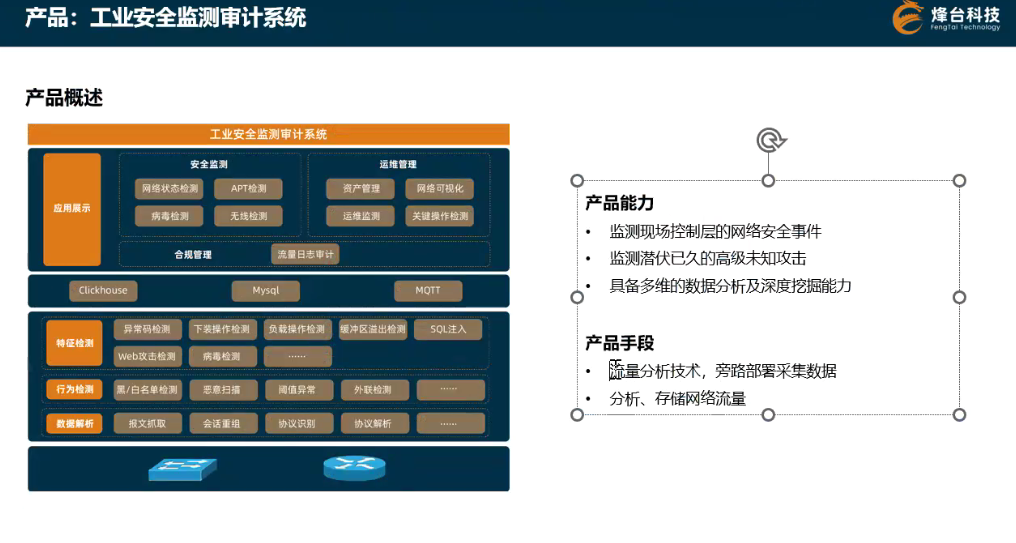 产品：工业安全监测审计系统
烽台科技
FengTai Technology
产品概述
工业安全监测审计系统
应用展示
安全监测
网络状态检测
APT检测
病毒检测
无线检测
运维管理
资产管理
网络可视化
运维监测
关键操作检测
合规管理
流量日志审计
Clickhouse
Mysql
MQTT
特征检测
异常码检测
下装操作检测
负载操作检测
缓冲区溢出检测
SQL注入
Web攻击检测
病毒检测
……
行为检测
黑/白名单检测
恶意扫描
阈值异常
外联检测
……
数据解析
报文抓取
会话重组
协议识别
协议解析
……
产品能力
• 监测现场控制层的网络安全事件
• 监测潜伏已久的高级未知攻击
• 具备多维的数据分析及深度挖掘能力
产品手段
• 流量分析技术，旁路部署采集数据
• 分析、存储网络流量